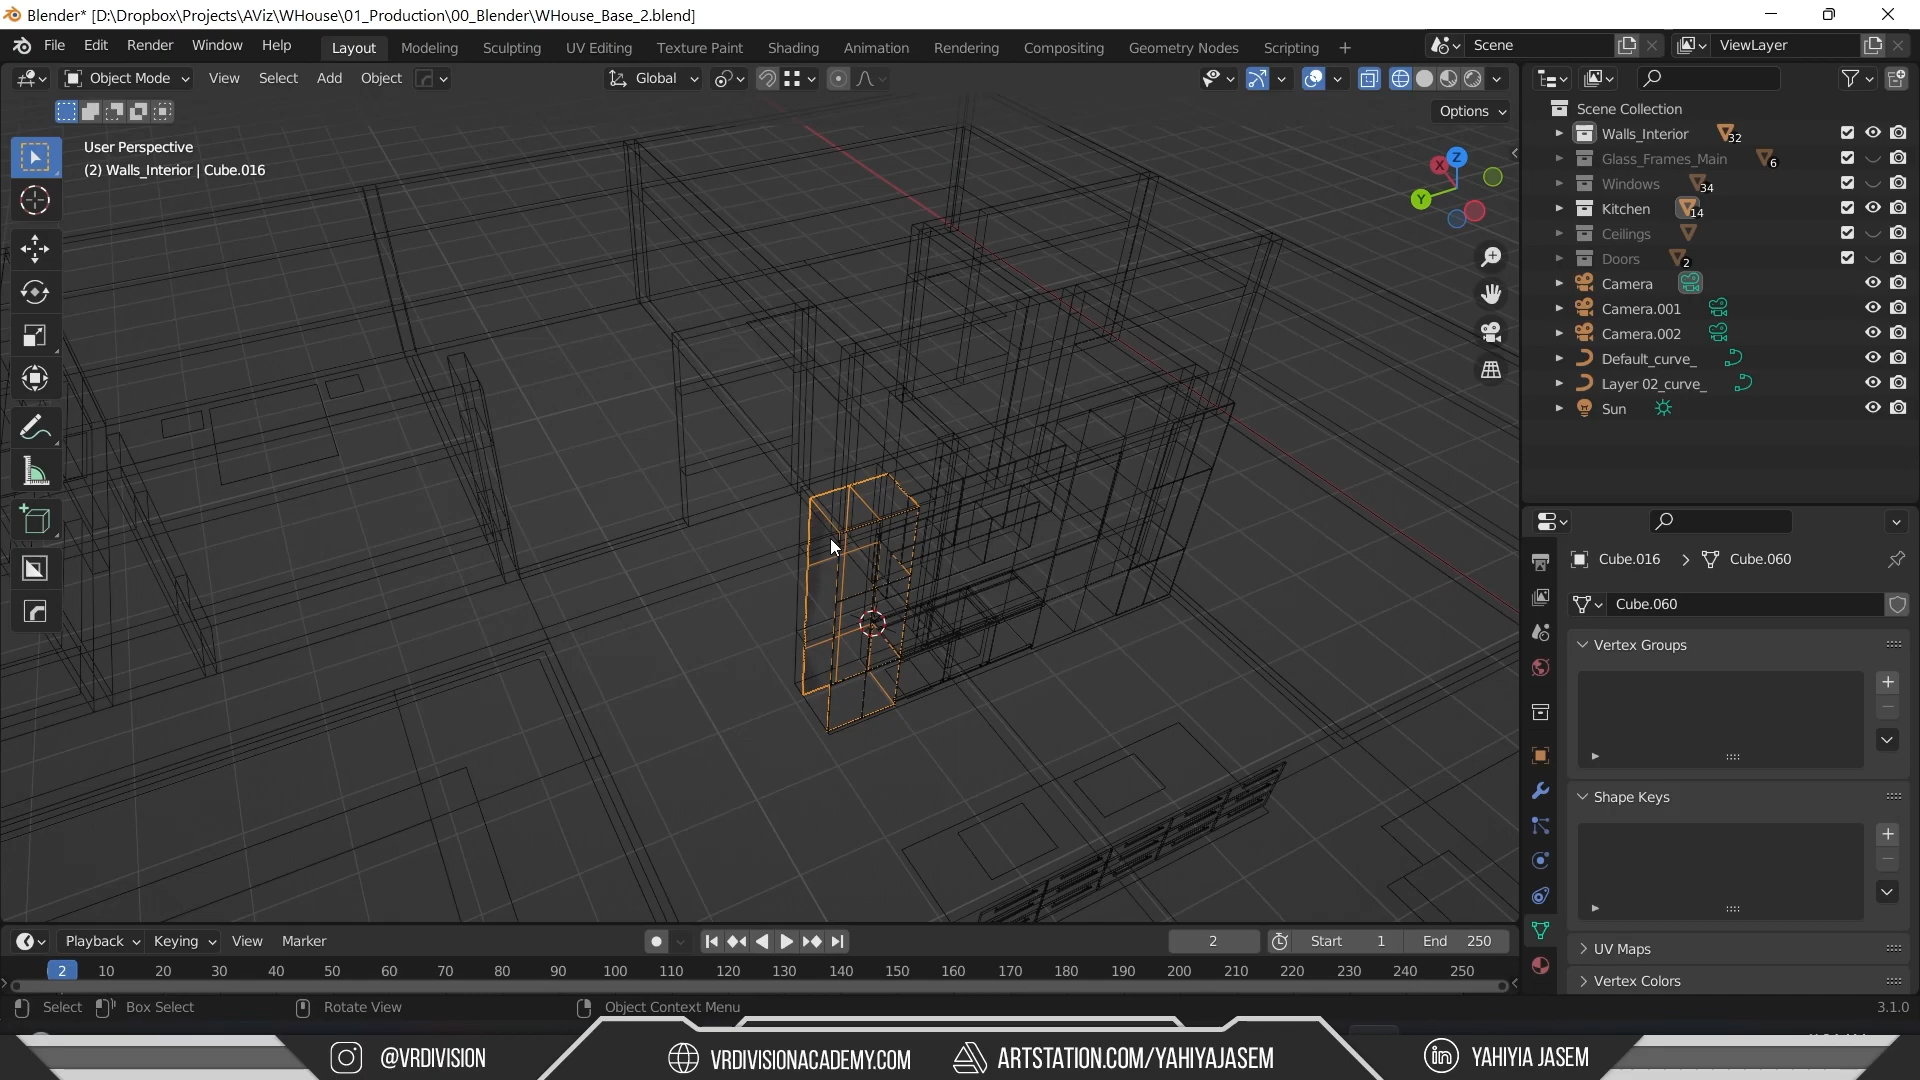 Blender* [D:\Dropbox\Projects\AViz\WHouse\01_Production\00_Blender\WHouse_Base_2.blend]
File Edit Render Window Help Layout Modeling Sculpting UV Editing Texture Paint Shading Animation Rendering Compositing Geometry Nodes Scripting + Scene ViewLayer
Object Mode View Select Add Object Global
Options
User Perspective
(2) Walls_Interior | Cube.016
Z
X
Y
Scene Collection
Walls_Interior 32
Glass_Frames_Main 6
Windows 34
Kitchen 14
Ceilings
Doors 2
Camera
Camera.001
Camera.002
Default_curve_
Layer 02_curve_
Sun
Cube.016 > Cube.060
Cube.060
Vertex Groups
Shape Keys
UV Maps
Vertex Colors
Playback Keying View Marker 2 Start 1 End 250
2 10 20 30 40 50 60 70 80 90 100 110 120 130 140 150 160 170 180 190 200 210 220 230 240 250
Select Box Select Rotate View Object Context Menu 3.1.0
@VRDIVISION VRDIVISIONACADEMY.COM ARTSTATION.COM/YAHIYAJASEM in YAHIYIA JASEM